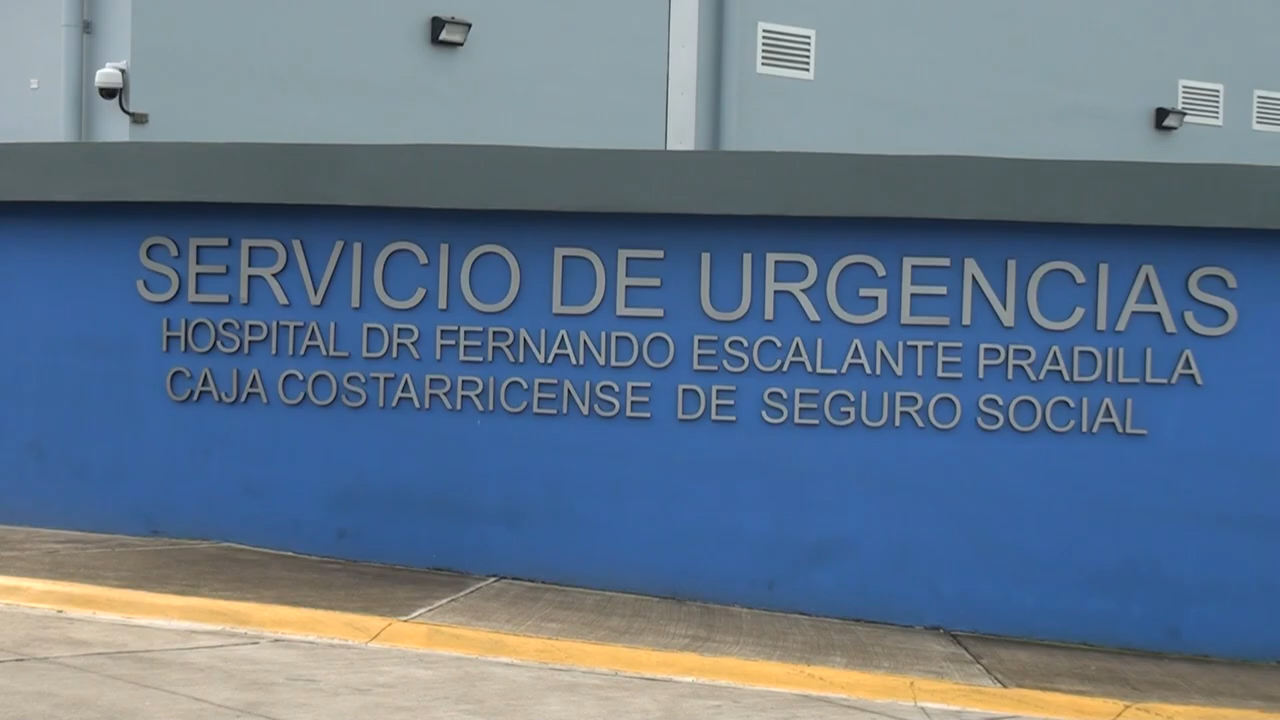 SERVICIO DE URGENCIAS
HOSPITAL DR FERNANDO ESCALANTE PRADILLA
CAJA COSTARRICENSE DE SEGURO SOCIAL